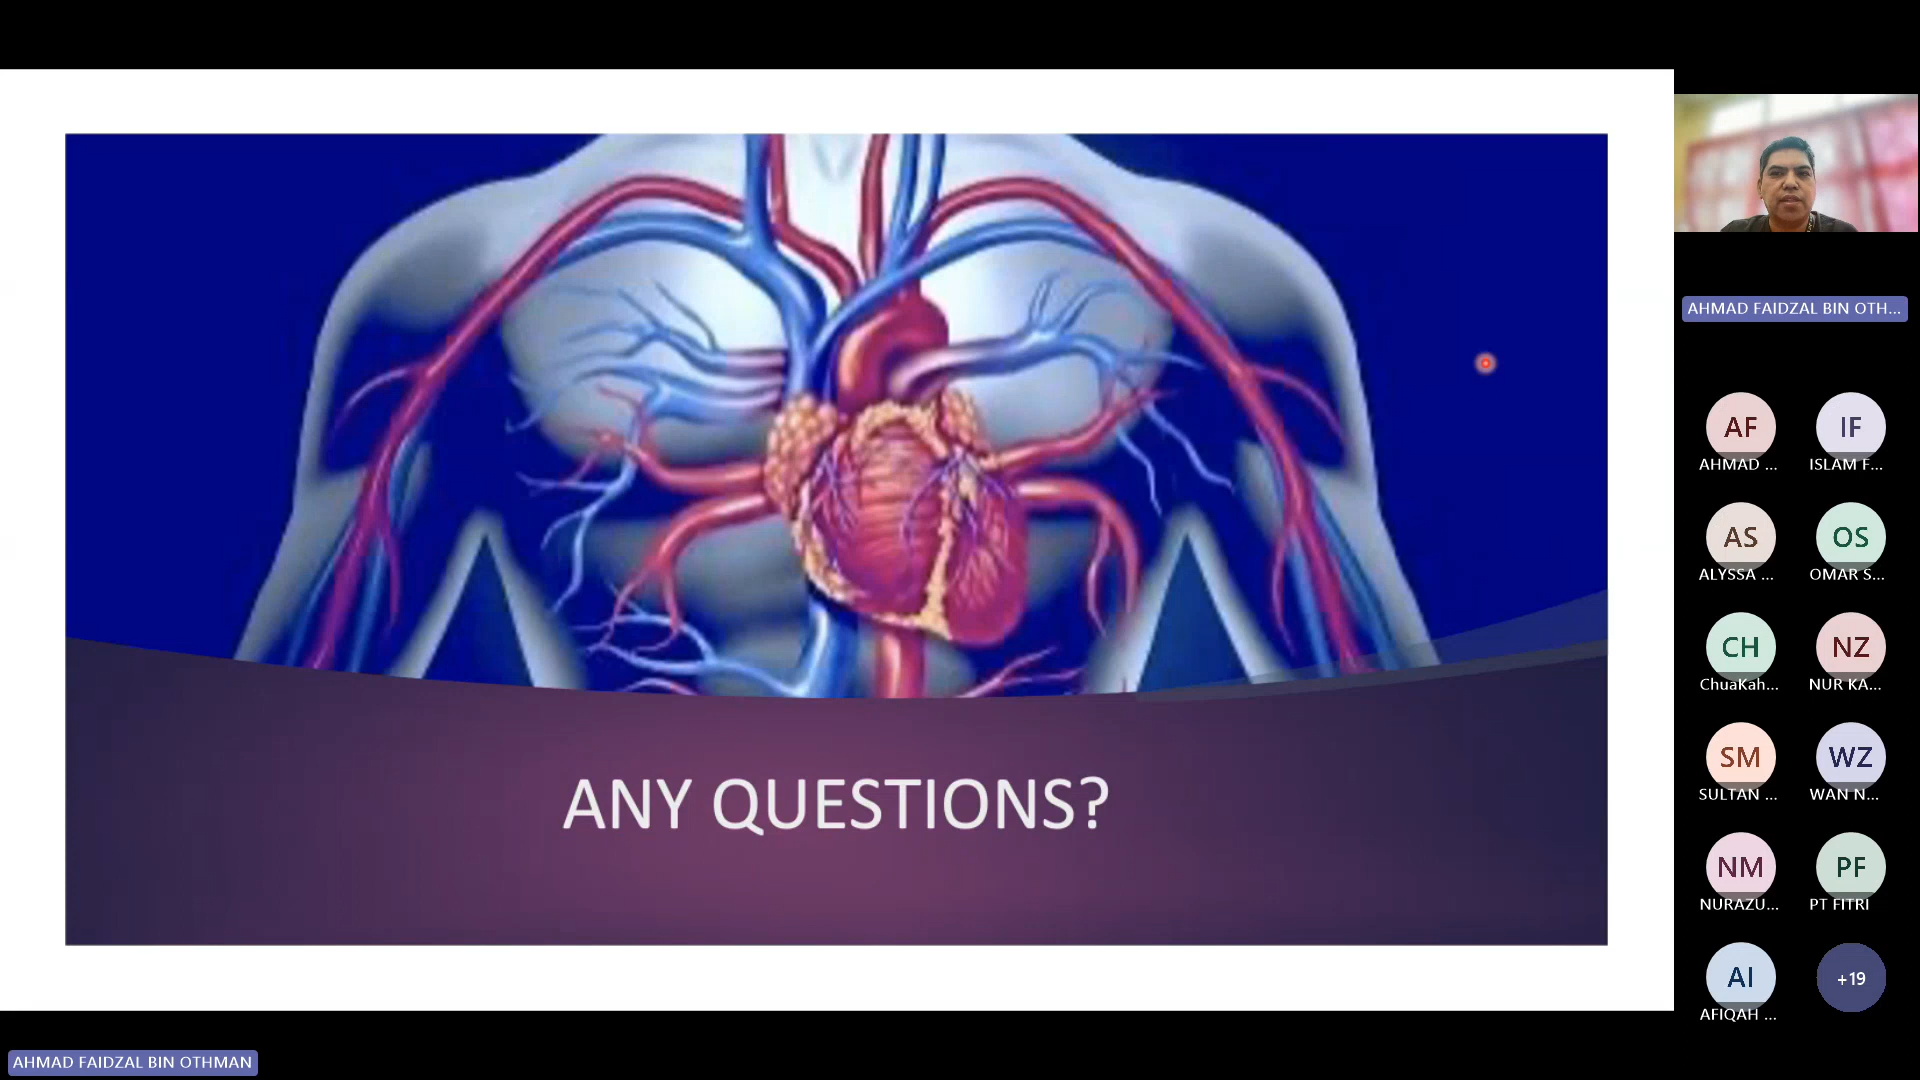 ANY QUESTIONS?
AHMAD FAIDZAL BIN OTH...
AF
AHMAD ...
IF
ISLAM F...
AS
ALYSSA ...
OS
OMAR S...
CH
ChuaKah...
NZ
NUR KA...
SM
SULTAN ...
WZ
WAN N...
NM
NURAZU...
PF
PT FITRI
AI
AFIQAH ...
+19
AHMAD FAIDZAL BIN OTHMAN